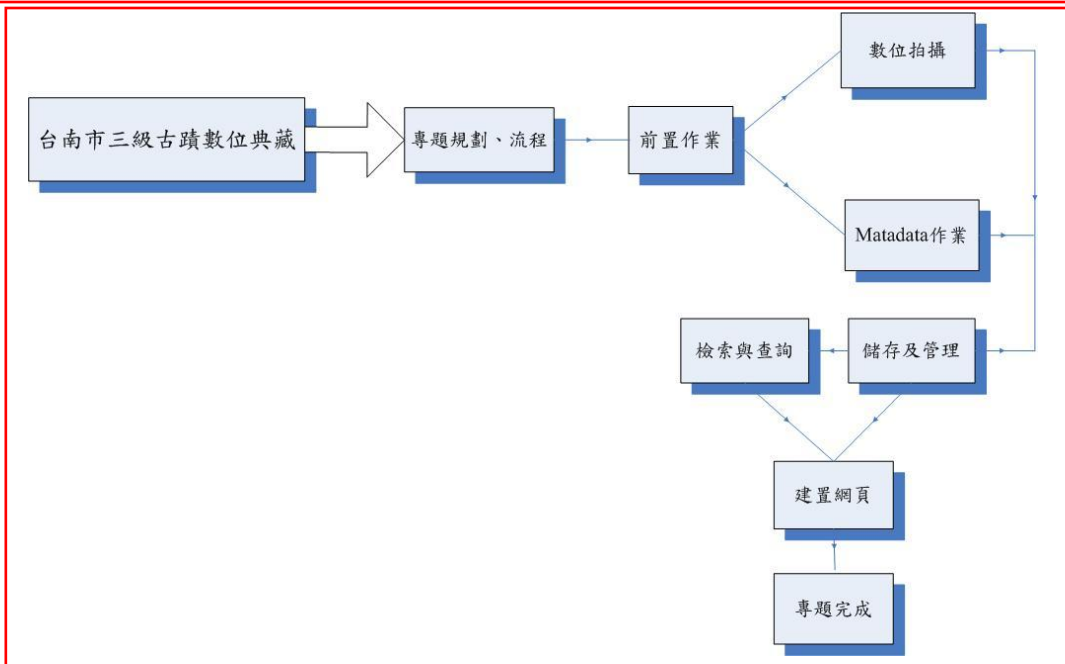 台南市三級古蹟數位典藏
專題規劃、流程
前置作業
數位拍攝
Matadata作業
儲存及管理
檢索與查詢
建置網頁
專題完成